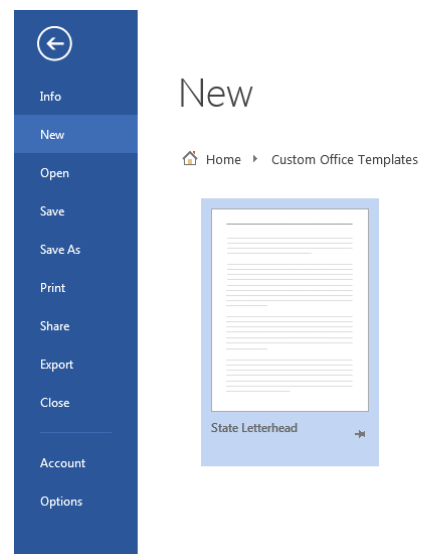 Info
New
Open
Save
Save As
Print
Share
Export
Close
Account
Options
New
Home Custom Office Templates
State Letterhead